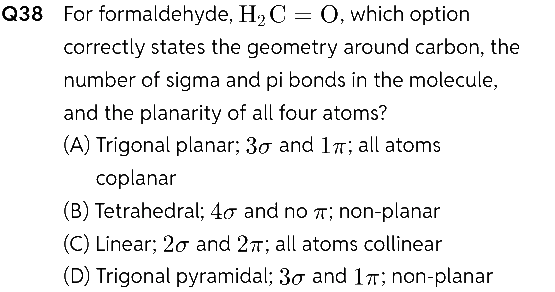 Q38 For formaldehyde, H₂C = O, which option
correctly states the geometry around carbon, the
number of sigma and pi bonds in the molecule,
and the planarity of all four atoms?
(A) Trigonal planar; 3σ and 1π; all atoms
coplanar
(B) Tetrahedral; 4σ and no π; non-planar
(C) Linear; 2σ and 2π; all atoms collinear
(D) Trigonal pyramidal; 3σ and 1π; non-planar